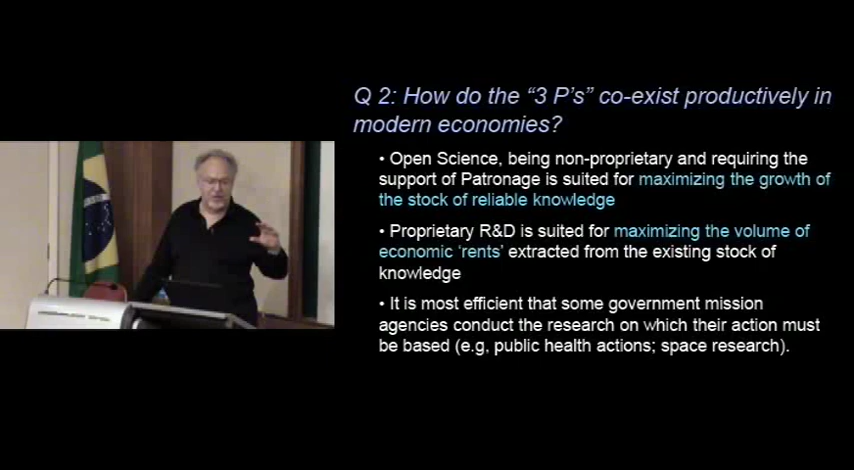 Q 2: How do the “3 P’s” co-exist productively in
modern economies?
• Open Science, being non-proprietary and requiring the
support of Patronage is suited for maximizing the growth of
the stock of reliable knowledge
• Proprietary R&D is suited for maximizing the volume of
economic ‘rents’ extracted from the existing stock of
knowledge
• It is most efficient that some government mission
agencies conduct the research on which their action must
be based (e.g, public health actions; space research).